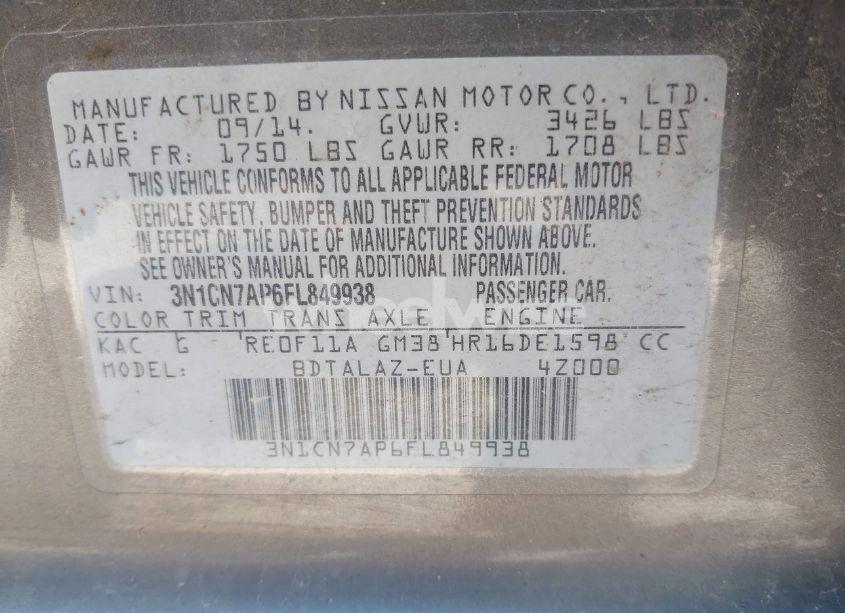 MANUFACTURED BY NISSAN MOTOR CO., LTD.
DATE: 09/14. GVWR: 3426 LBS
GAWR FR: 1750 LBS GAWR RR: 1708 LBS
THIS VEHICLE CONFORMS TO ALL APPLICABLE FEDERAL MOTOR
VEHICLE SAFETY, BUMPER AND THEFT PREVENTION STANDARDS
IN EFFECT ON THE DATE OF MANUFACTURE SHOWN ABOVE.
SEE OWNER'S MANUAL FOR ADDITIONAL INFORMATION.
VIN: 3N1CN7AP6FL849938 PASSENGER CAR.
COLOR TRIM TRANS AXLE ENGINE
KAC G RE0F11A GM38 HR16DE1598 CC
MODEL: BDTALAZ-EUA 4Z000
3N1CN7AP6FL849938